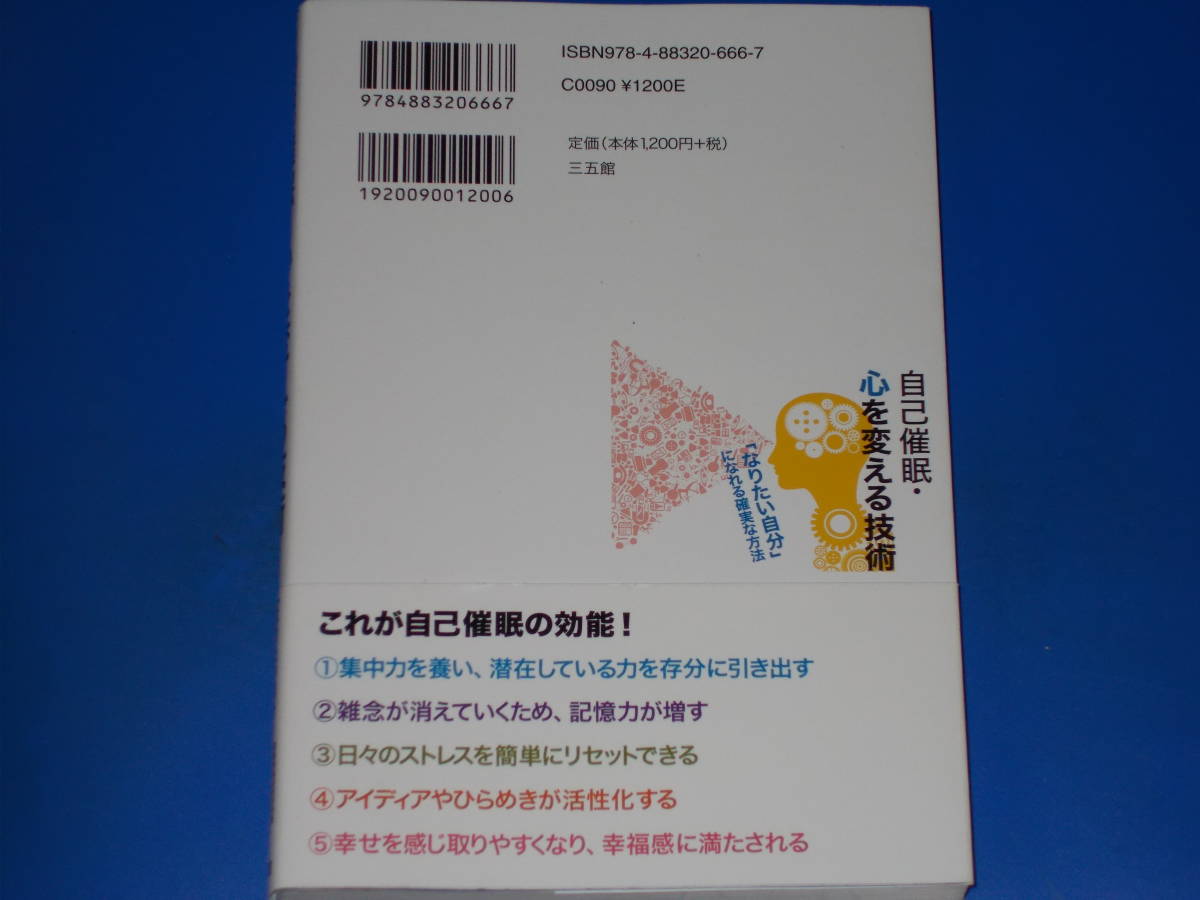 ISBN978-4-88320-666-7
9784883206667
C0090 ¥1200E
定価(本体1,200円+税)
三五館
1920090012006
自己催眠・
心を変える技術
「なりたい自分」
になれる確実な方法
これが自己催眠の効能!
①集中力を養い、潜在している力を存分に引き出す
②雑念が消えていくため、記憶力が増す
③日々のストレスを簡単にリセットできる
④アイディアやひらめきが活性化する
⑤幸せを感じ取りやすくなり、幸福感に満たされる